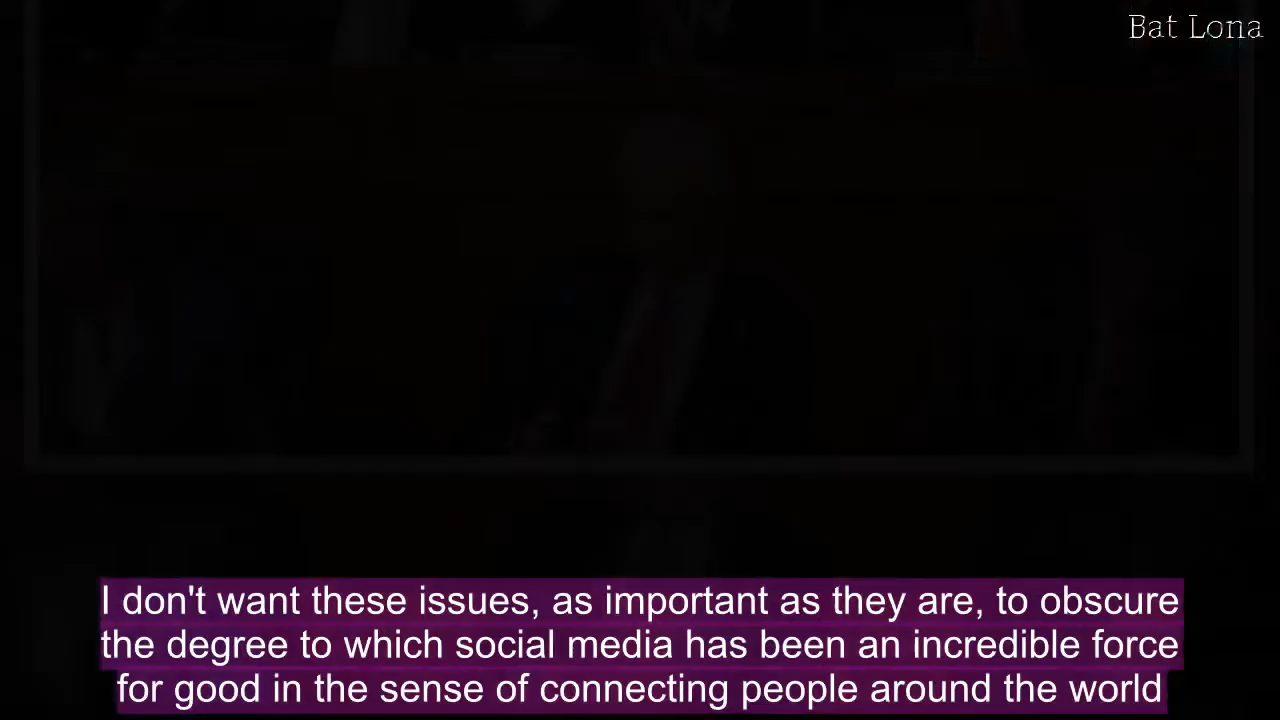 Bat Lona
I don't want these issues, as important as they are, to obscure
the degree to which social media has been an incredible force
for good in the sense of connecting people around the world